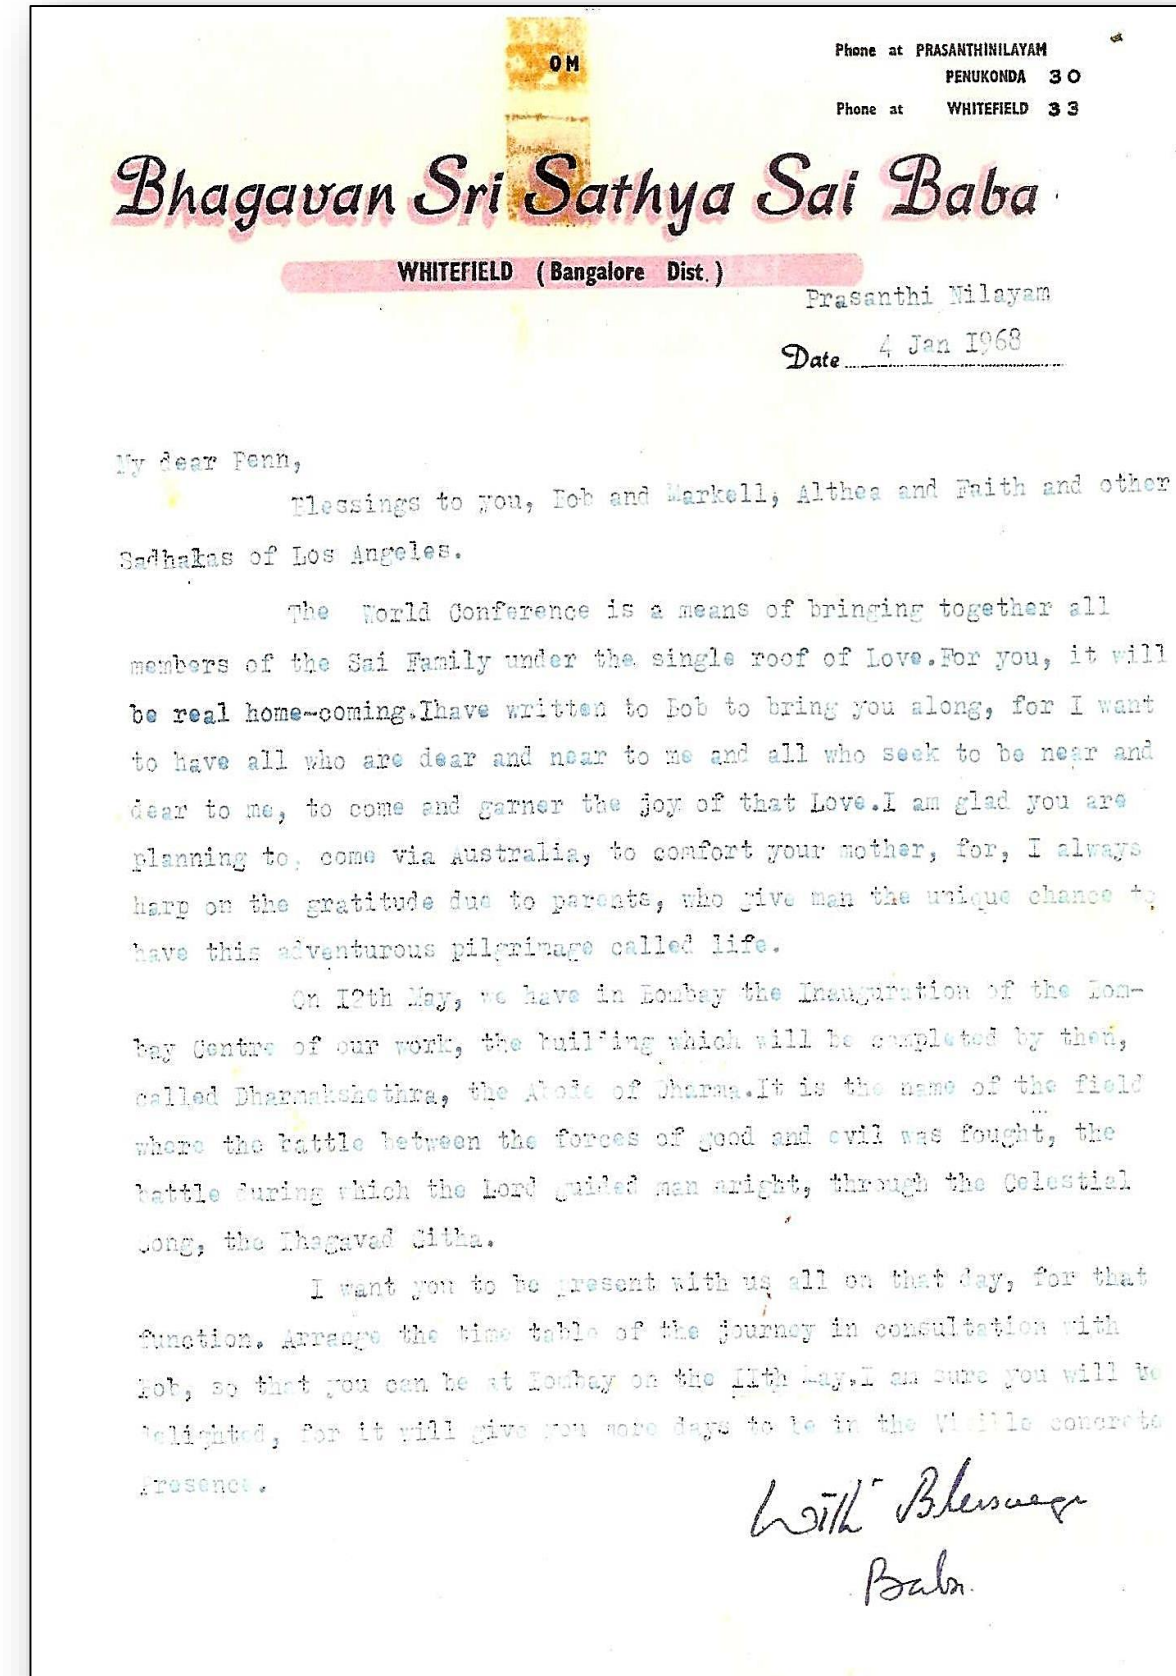 OM
Phone at PRASANTHINILAYAM
PENUKONDA 30
Phone at WHITEFIELD 33
Bhagavan Sri Sathya Sai Baba
WHITEFIELD (Bangalore Dist.)
Prasanthi Nilayam
Date 4 Jan I968
My dear Penn,
Blessings to you, Bob and Markell, Althea and Faith and other
Sadhakas of Los Angeles.
The World Conference is a means of bringing together all
members of the Sai Family under the single roof of Love.For you, it will
be real home-coming.Ihave written to Bob to bring you along, for I want
to have all who are dear and near to me and all who seek to be near and
dear to me, to come and garner the joy of that Love.I am glad you are
planning to, come via Australia, to comfort your mother, for, I always
harp on the gratitude due to parents, who give man the unique chance to
have this adventurous pilgrimage called life.
On I2th May, we have in Bombay the Inauguration of the Bom-
bay Centre of our work, the building which will be completed by then,
called Dharmakshethra, the Abode of Dharma.It is the name of the field
where the battle between the forces of good and evil was fought, the
battle during which the Lord guided man aright, through the Celestial
Song, the Bhagavad Githa.
I want you to be present with us all on that day, for that
function. Arrange the time table of the journey in consultation with
Bob, so that you can be at Bombay on the IIth May.I am sure you will be
delighted, for it will give you more days to be in the Visible concrete
Presence.
With Blessings
Baba